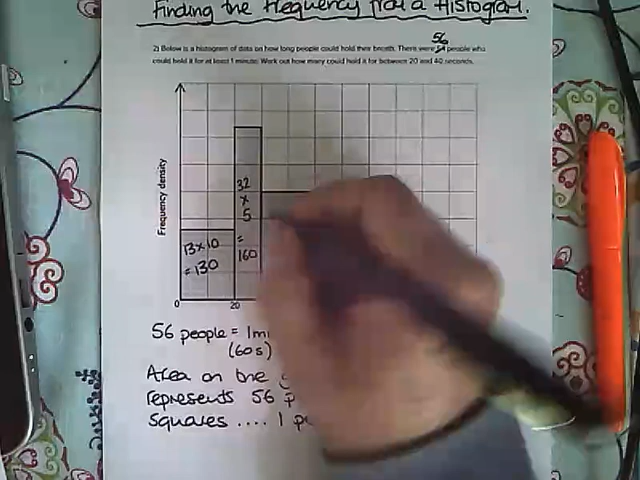 Finding the Frequency from a Histogram.
56
2) Below is a histogram of data on how long people could hold their breath. There were people who
could hold it for at least 1 minute. Work out how many could hold it for between 20 and 40 seconds.
Frequency density
32
x
5
=
160
13x10
=130
0 20
56 people = 1m
(60s)
Area on the
represents 56 p
squares .... 1 p